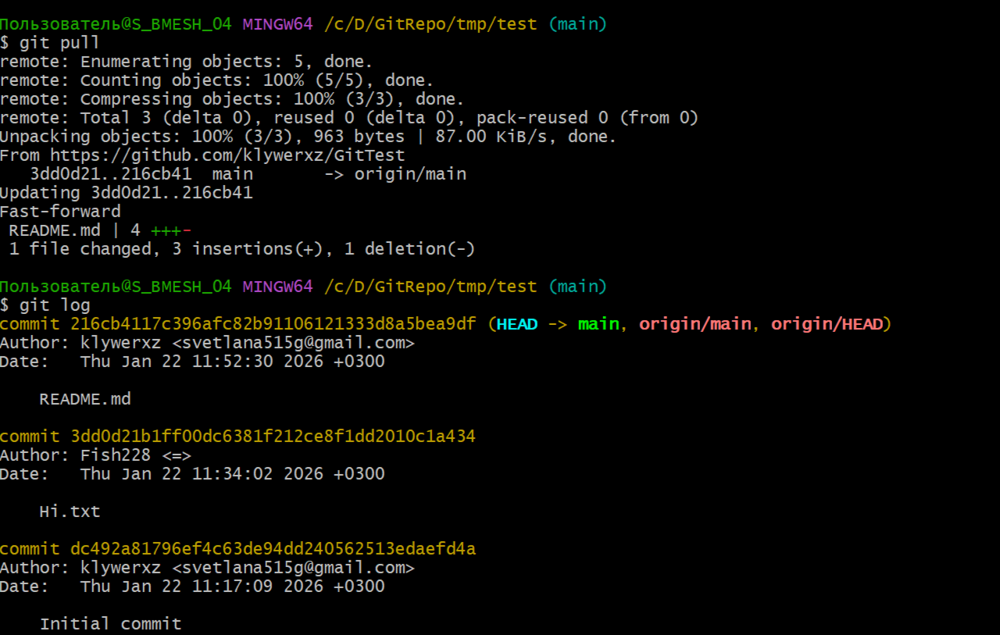 Пользователь@S_BMESH_04 MINGW64 /c/D/GitRepo/tmp/test (main)
$ git pull
remote: Enumerating objects: 5, done.
remote: Counting objects: 100% (5/5), done.
remote: Compressing objects: 100% (3/3), done.
remote: Total 3 (delta 0), reused 0 (delta 0), pack-reused 0 (from 0)
Unpacking objects: 100% (3/3), 963 bytes | 87.00 KiB/s, done.
From https://github.com/klywerxz/GitTest
   3dd0d21..216cb41  main       -> origin/main
Updating 3dd0d21..216cb41
Fast-forward
 README.md | 4 +++-
 1 file changed, 3 insertions(+), 1 deletion(-)
Пользователь@S_BMESH_04 MINGW64 /c/D/GitRepo/tmp/test (main)
$ git log
commit 216cb4117c396afc82b91106121333d8a5bea9df (HEAD -> main, origin/main, origin/HEAD)
Author: klywerxz <svetlana515g@gmail.com>
Date:   Thu Jan 22 11:52:30 2026 +0300
    README.md
commit 3dd0d21b1ff00dc6381f212ce8f1dd2010c1a434
Author: Fish228 <=>
Date:   Thu Jan 22 11:34:02 2026 +0300
    Hi.txt
commit dc492a81796ef4c63de94dd240562513edaefd4a
Author: klywerxz <svetlana515g@gmail.com>
Date:   Thu Jan 22 11:17:09 2026 +0300
    Initial commit